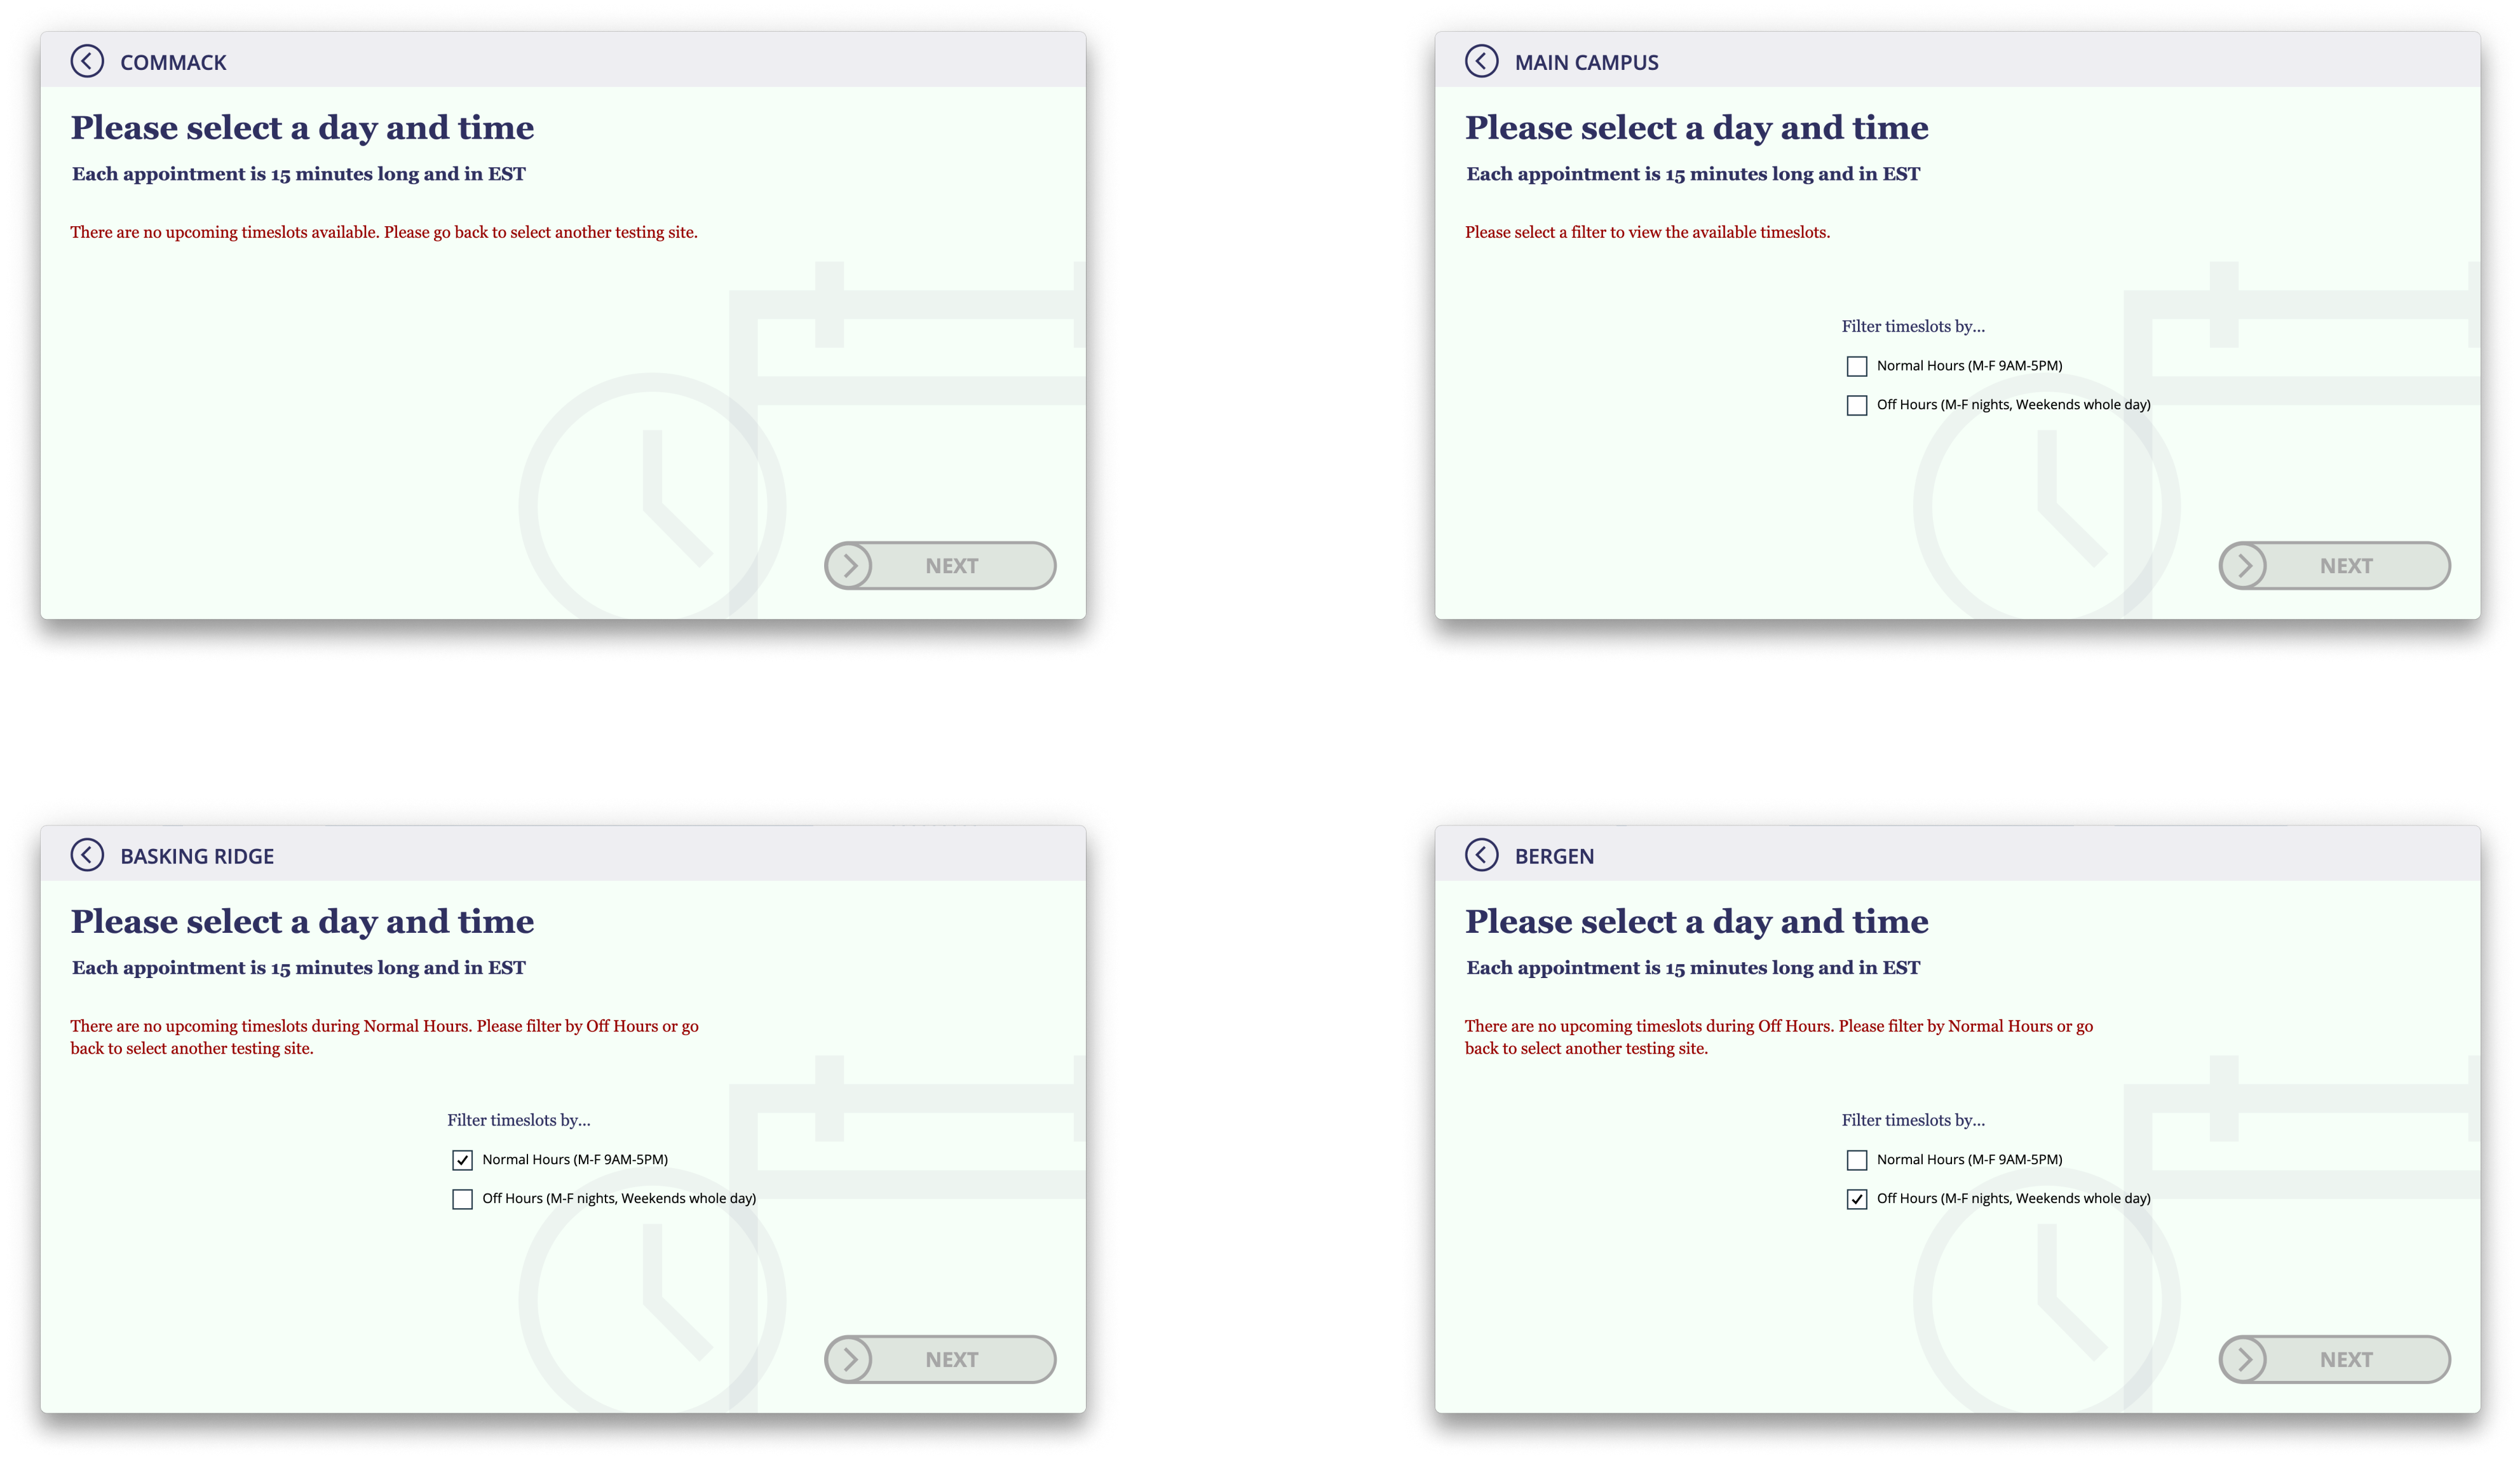 COMMACK
Please select a day and time
Each appointment is 15 minutes long and in EST
There are no upcoming timeslots available. Please go back to select another testing site.
NEXT
MAIN CAMPUS
Please select a day and time
Each appointment is 15 minutes long and in EST
Please select a filter to view the available timeslots.
Filter timeslots by...
Normal Hours (M-F 9AM-5PM)
Off Hours (M-F nights, Weekends whole day)
NEXT
BASKING RIDGE
Please select a day and time
Each appointment is 15 minutes long and in EST
There are no upcoming timeslots during Normal Hours. Please filter by Off Hours or go
back to select another testing site.
Filter timeslots by...
Normal Hours (M-F 9AM-5PM)
Off Hours (M-F nights, Weekends whole day)
NEXT
BERGEN
Please select a day and time
Each appointment is 15 minutes long and in EST
There are no upcoming timeslots during Off Hours. Please filter by Normal Hours or go
back to select another testing site.
Filter timeslots by...
Normal Hours (M-F 9AM-5PM)
Off Hours (M-F nights, Weekends whole day)
NEXT